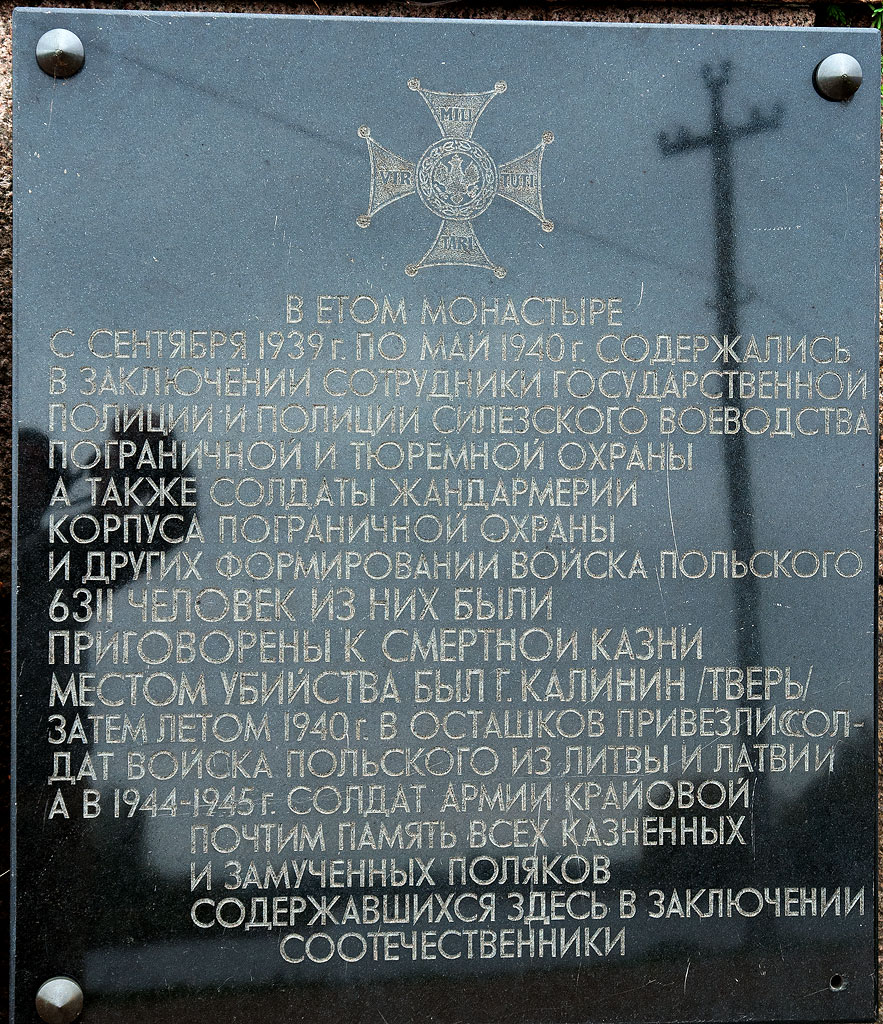 MILI
VIR TUTI
TARI
В ЕТОМ МОНАСТЫРЕ
С СЕНТЯБРЯ 1939 г. ПО МАЙ 1940 г. СОДЕРЖАЛИСЬ
В ЗАКЛЮЧЕНИИ СОТРУДНИКИ ГОСУДАРСТВЕННОЙ
ПОЛИЦИИ И ПОЛИЦИИ СИЛЕЗСКОГО ВОЕВОДСТВА
ПОГРАНИЧНОЙ И ТЮРЕМНОЙ ОХРАНЫ
А ТАКЖЕ СОЛДАТЫ ЖАНДАРМЕРИИ
КОРПУСА ПОГРАНИЧНОЙ ОХРАНЫ
И ДРУГИХ ФОРМИРОВАНИИ ВОЙСКА ПОЛЬСКОГО
6311 ЧЕЛОВЕК ИЗ НИХ БЫЛИ
ПРИГОВОРЕНЫ К СМЕРТНОИ КАЗНИ
МЕСТОМ УБИЙСТВА БЫЛ Г. КАЛИНИН /ТВЕРЬ/
ЗАТЕМ ЛЕТОМ 1940 г. В ОСТАШКОВ ПРИВЕЗЛИ СОЛ-
ДАТ ВОЙСКА ПОЛЬСКОГО ИЗ ЛИТВЫ И ЛАТВИИ
А В 1944-1945 г. СОЛДАТ АРМИИ КРАЙОВОЙ
ПОЧТИМ ПАМЯТЬ ВСЕХ КАЗНЕННЫХ
И ЗАМУЧЕННЫХ ПОЛЯКОВ
СОДЕРЖАВШИХСЯ ЗДЕСЬ В ЗАКЛЮЧЕНИИ
СООТЕЧЕСТВЕННИКИ